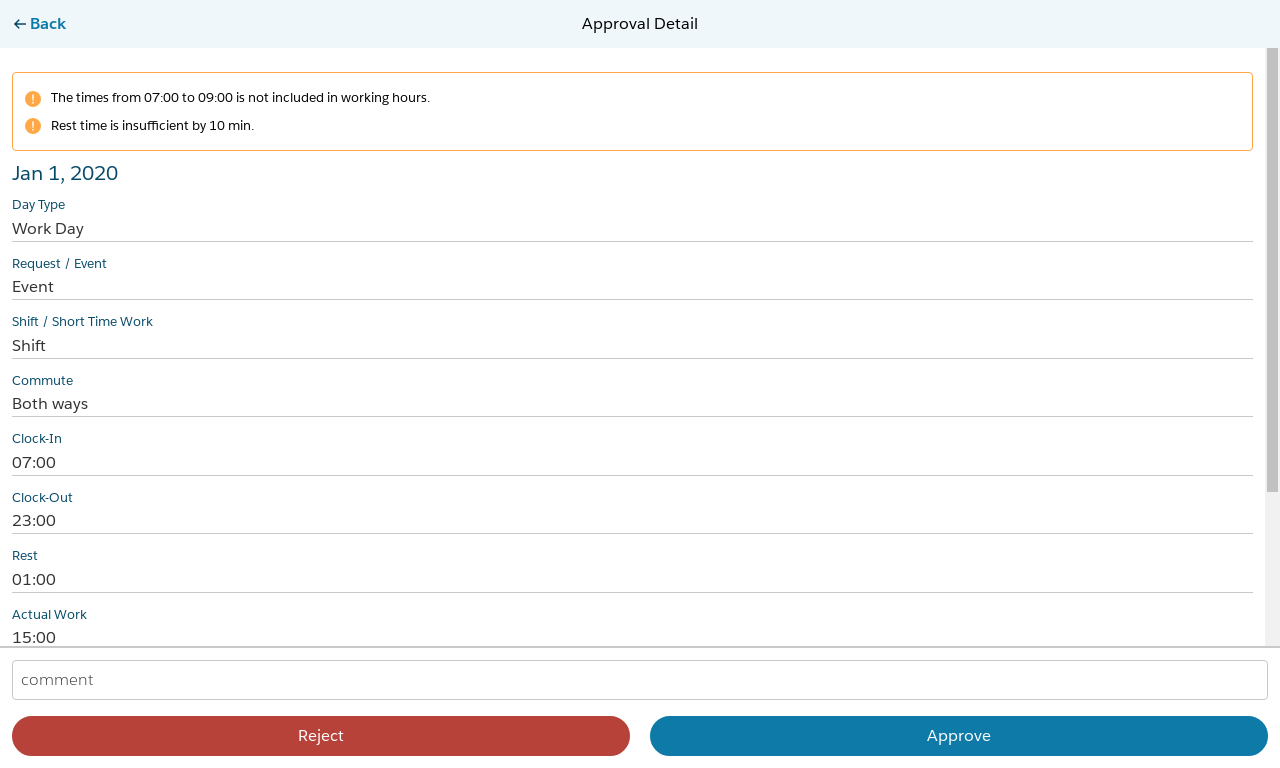 Back
Approval Detail
The times from 07:00 to 09:00 is not included in working hours.
Rest time is insufficient by 10 min.
Jan 1, 2020
Day Type
Work Day
Request / Event
Event
Shift / Short Time Work
Shift
Commute
Both ways
Clock-In
07:00
Clock-Out
23:00
Rest
01:00
Actual Work
15:00
comment
Reject
Approve